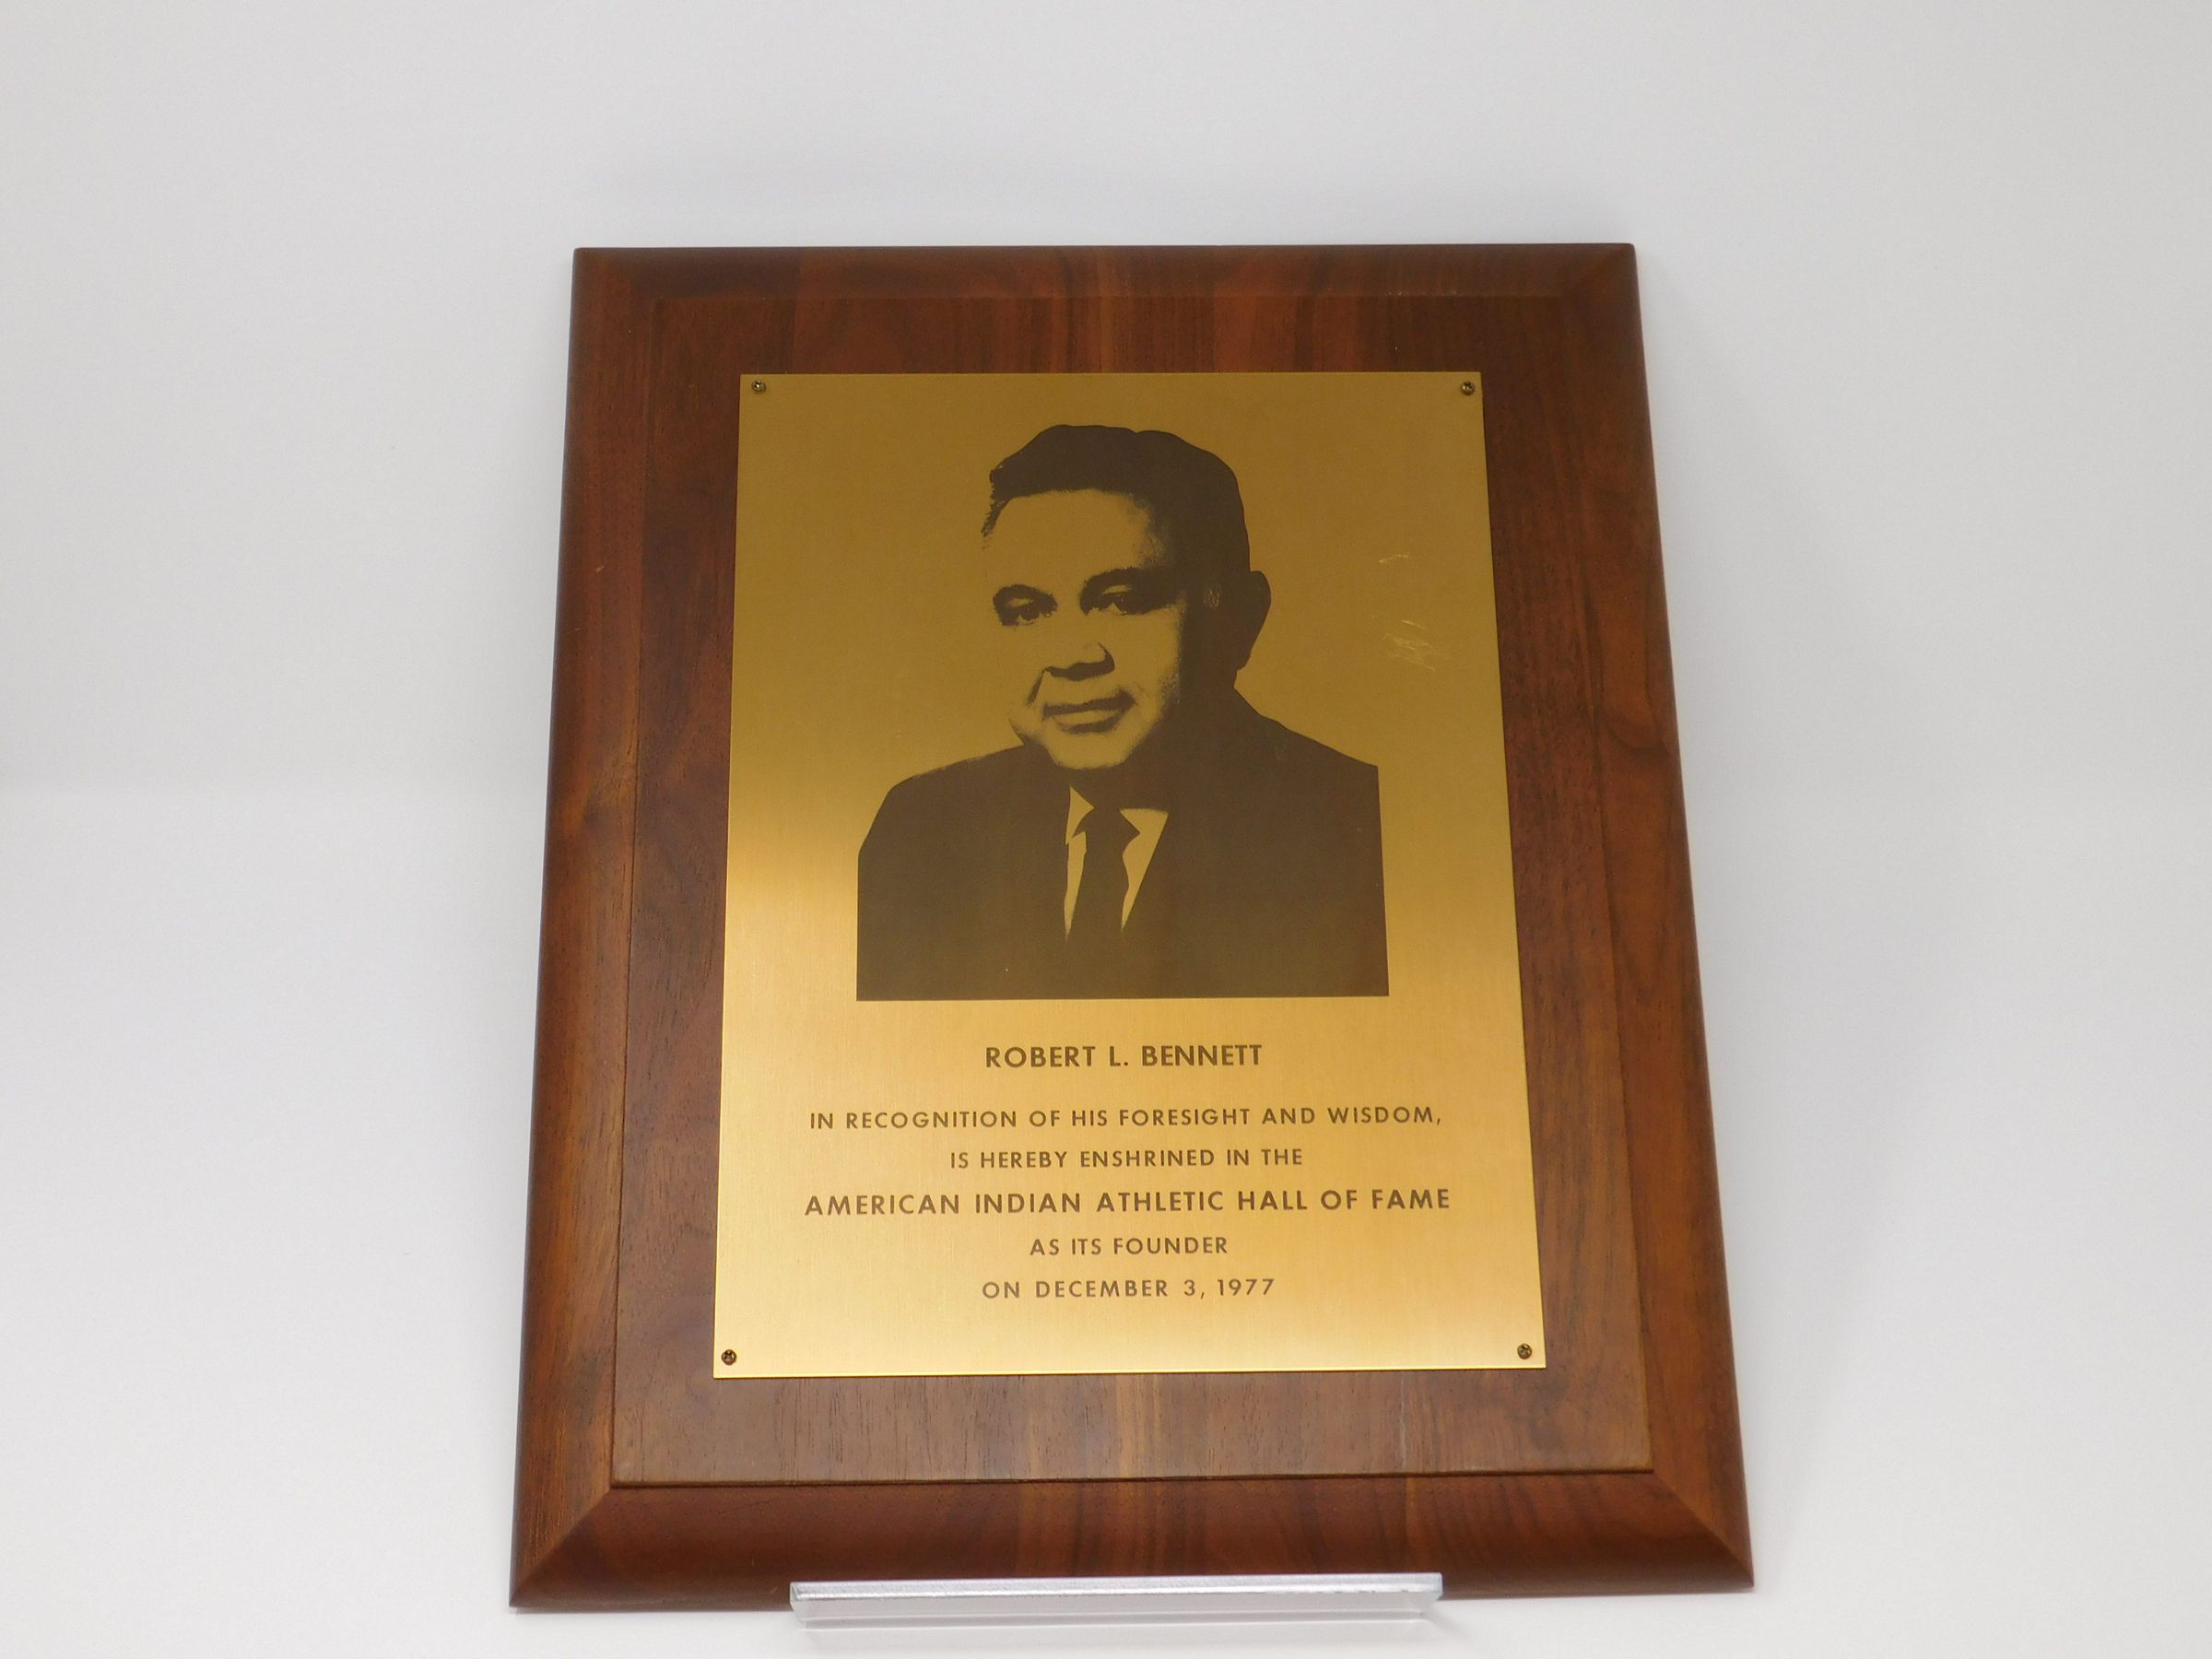 ROBERT L. BENNETT
IN RECOGNITION OF HIS FORESIGHT AND WISDOM,
IS HEREBY ENSHRINED IN THE
AMERICAN INDIAN ATHLETIC HALL OF FAME
AS ITS FOUNDER
ON DECEMBER 3, 1977